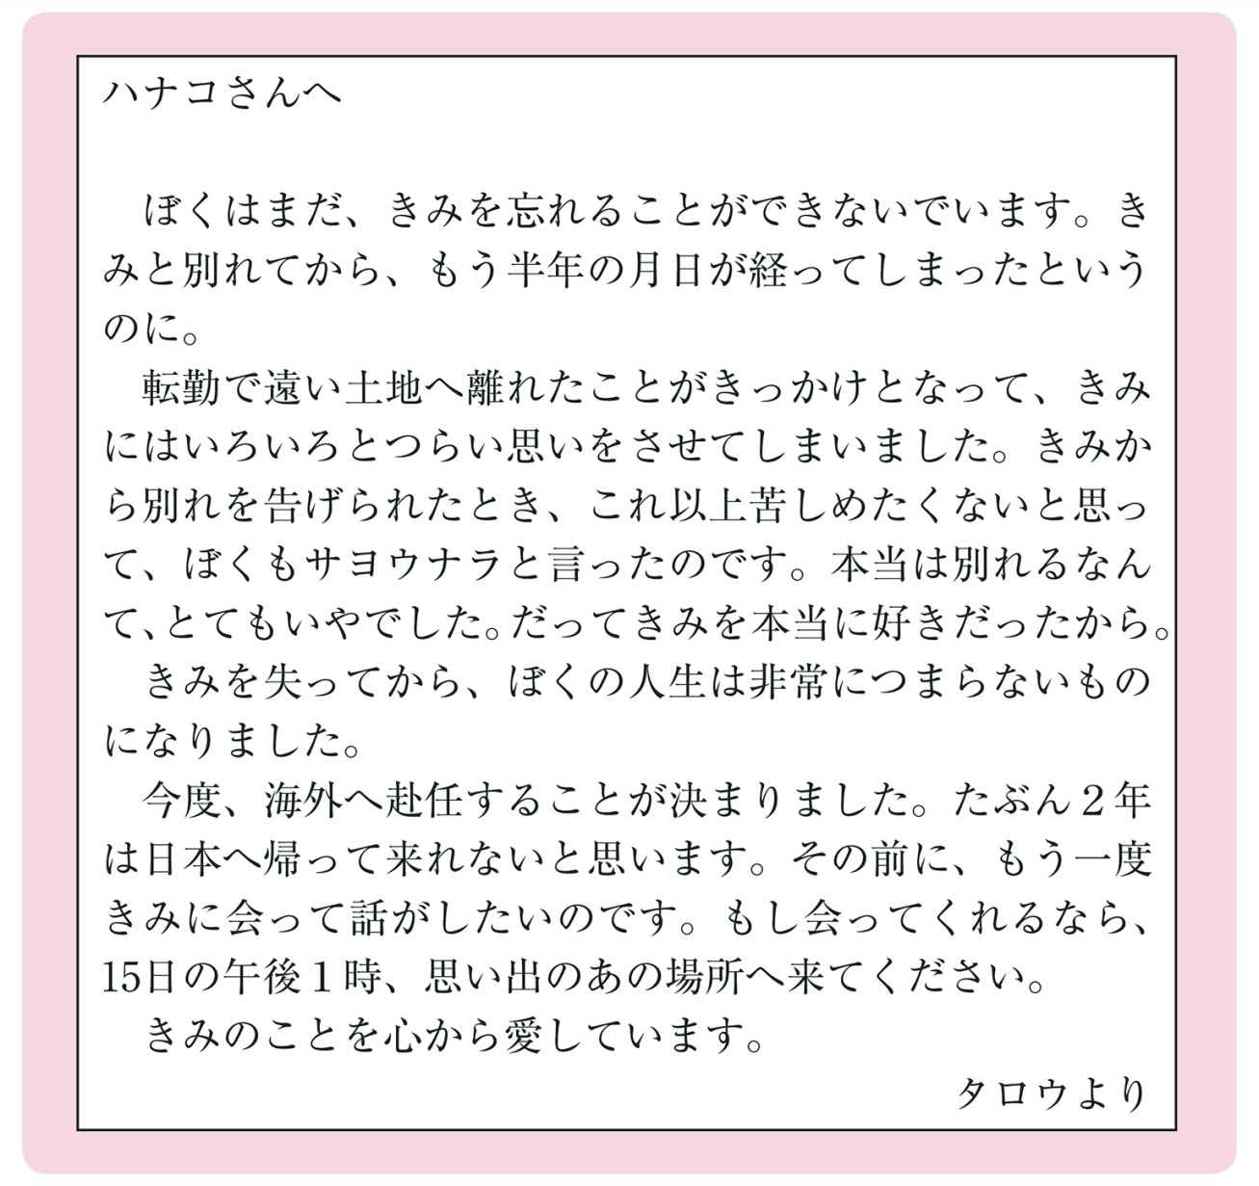 ハナコさんへ
　ぼくはまだ、きみを忘れることができないでいます。き
みと別れてから、もう半年の月日が経ってしまったという
のに。
　転勤で遠い土地へ離れたことがきっかけとなって、きみ
にはいろいろとつらい思いをさせてしまいました。きみか
ら別れを告げられたとき、これ以上苦しめたくないと思っ
て、ぼくもサヨウナラと言ったのです。本当は別れるなん
て、とてもいやでした。だってきみを本当に好きだったから。
　きみを失ってから、ぼくの人生は非常につまらないもの
になりました。
　今度、海外へ赴任することが決まりました。たぶん２年
は日本へ帰って来れないと思います。その前に、もう一度
きみに会って話がしたいのです。もし会ってくれるなら、
15日の午後１時、思い出のあの場所へ来てください。
　きみのことを心から愛しています。
タロウより